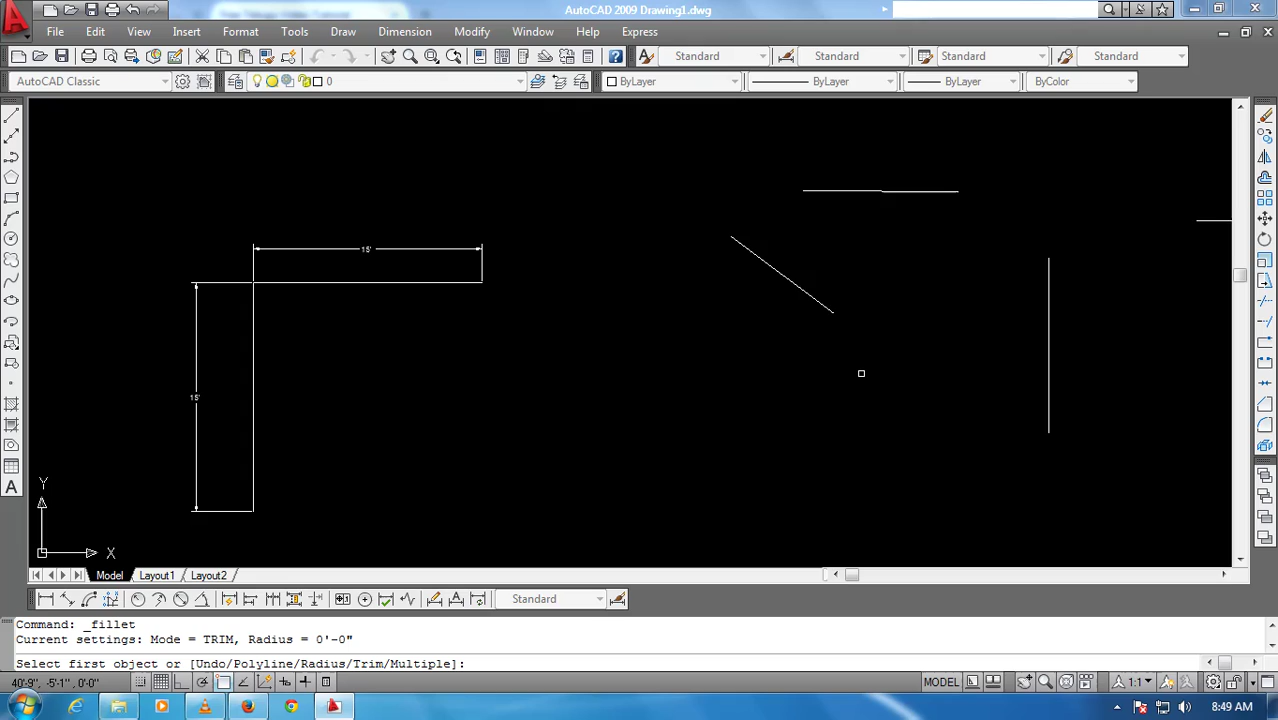 AutoCAD 2009 Drawing1.dwg
File Edit View Insert Format Tools Draw Dimension Modify Window Help Express
Standard Standard Standard Standard
AutoCAD Classic 0 ByLayer ByLayer ByLayer ByColor
15'
15'
Y
X
A
Model Layout1 Layout2
Standard
Command: _fillet
Current settings: Mode = TRIM, Radius = 0'-0"
Select first object or [Undo/Polyline/Radius/Trim/Multiple]:
40'-9", -5'-1", 0'-0" MODEL 1:1
8:49 AM